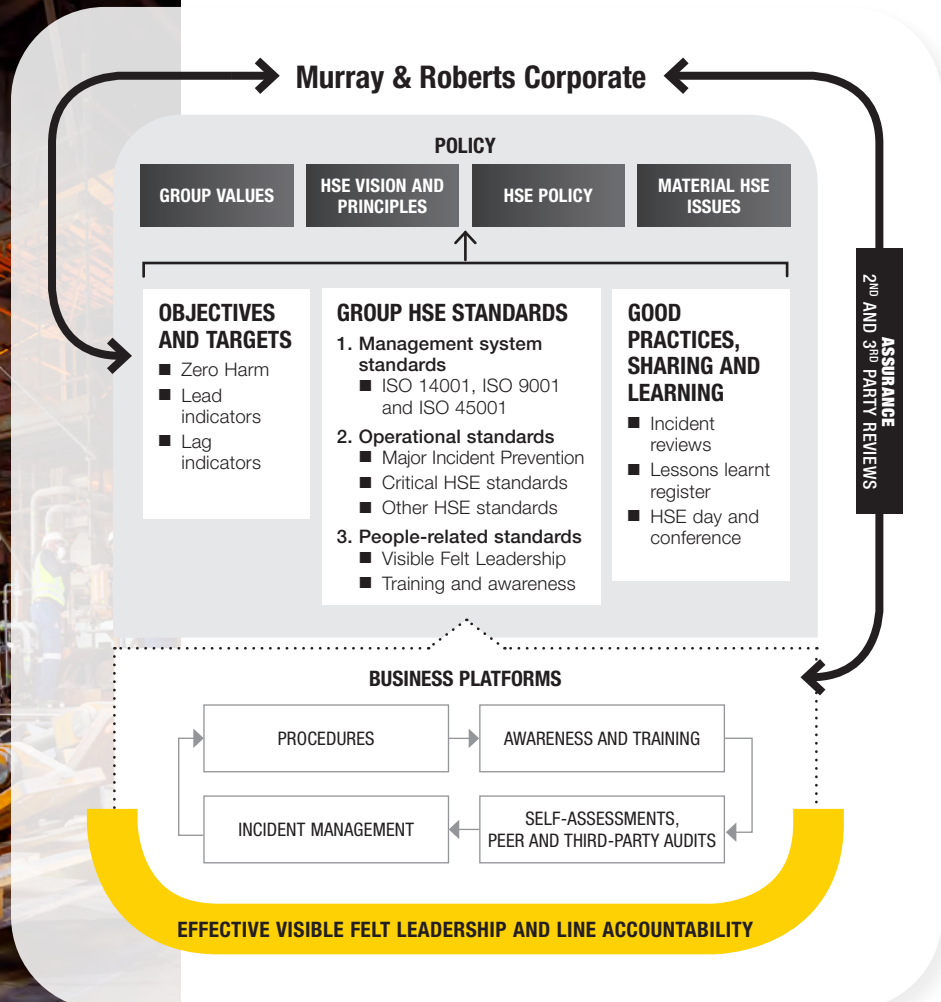 Murray & Roberts Corporate
POLICY
GROUP VALUES
HSE VISION AND
PRINCIPLES
HSE POLICY
MATERIAL HSE
ISSUES
OBJECTIVES
AND TARGETS
■ Zero Harm
■ Lead
indicators
■ Lag
indicators
GROUP HSE STANDARDS
1. Management system
standards
■ ISO 14001, ISO 9001
and ISO 45001
2. Operational standards
■ Major Incident Prevention
■ Critical HSE standards
■ Other HSE standards
3. People-related standards
■ Visible Felt Leadership
■ Training and awareness
GOOD
PRACTICES,
SHARING AND
LEARNING
■ Incident
reviews
■ Lessons learnt
register
■ HSE day and
conference
ASSURANCE
2ND AND 3RD PARTY REVIEWS
BUSINESS PLATFORMS
PROCEDURES
AWARENESS AND TRAINING
INCIDENT MANAGEMENT
SELF-ASSESSMENTS,
PEER AND THIRD-PARTY AUDITS
EFFECTIVE VISIBLE FELT LEADERSHIP AND LINE ACCOUNTABILITY